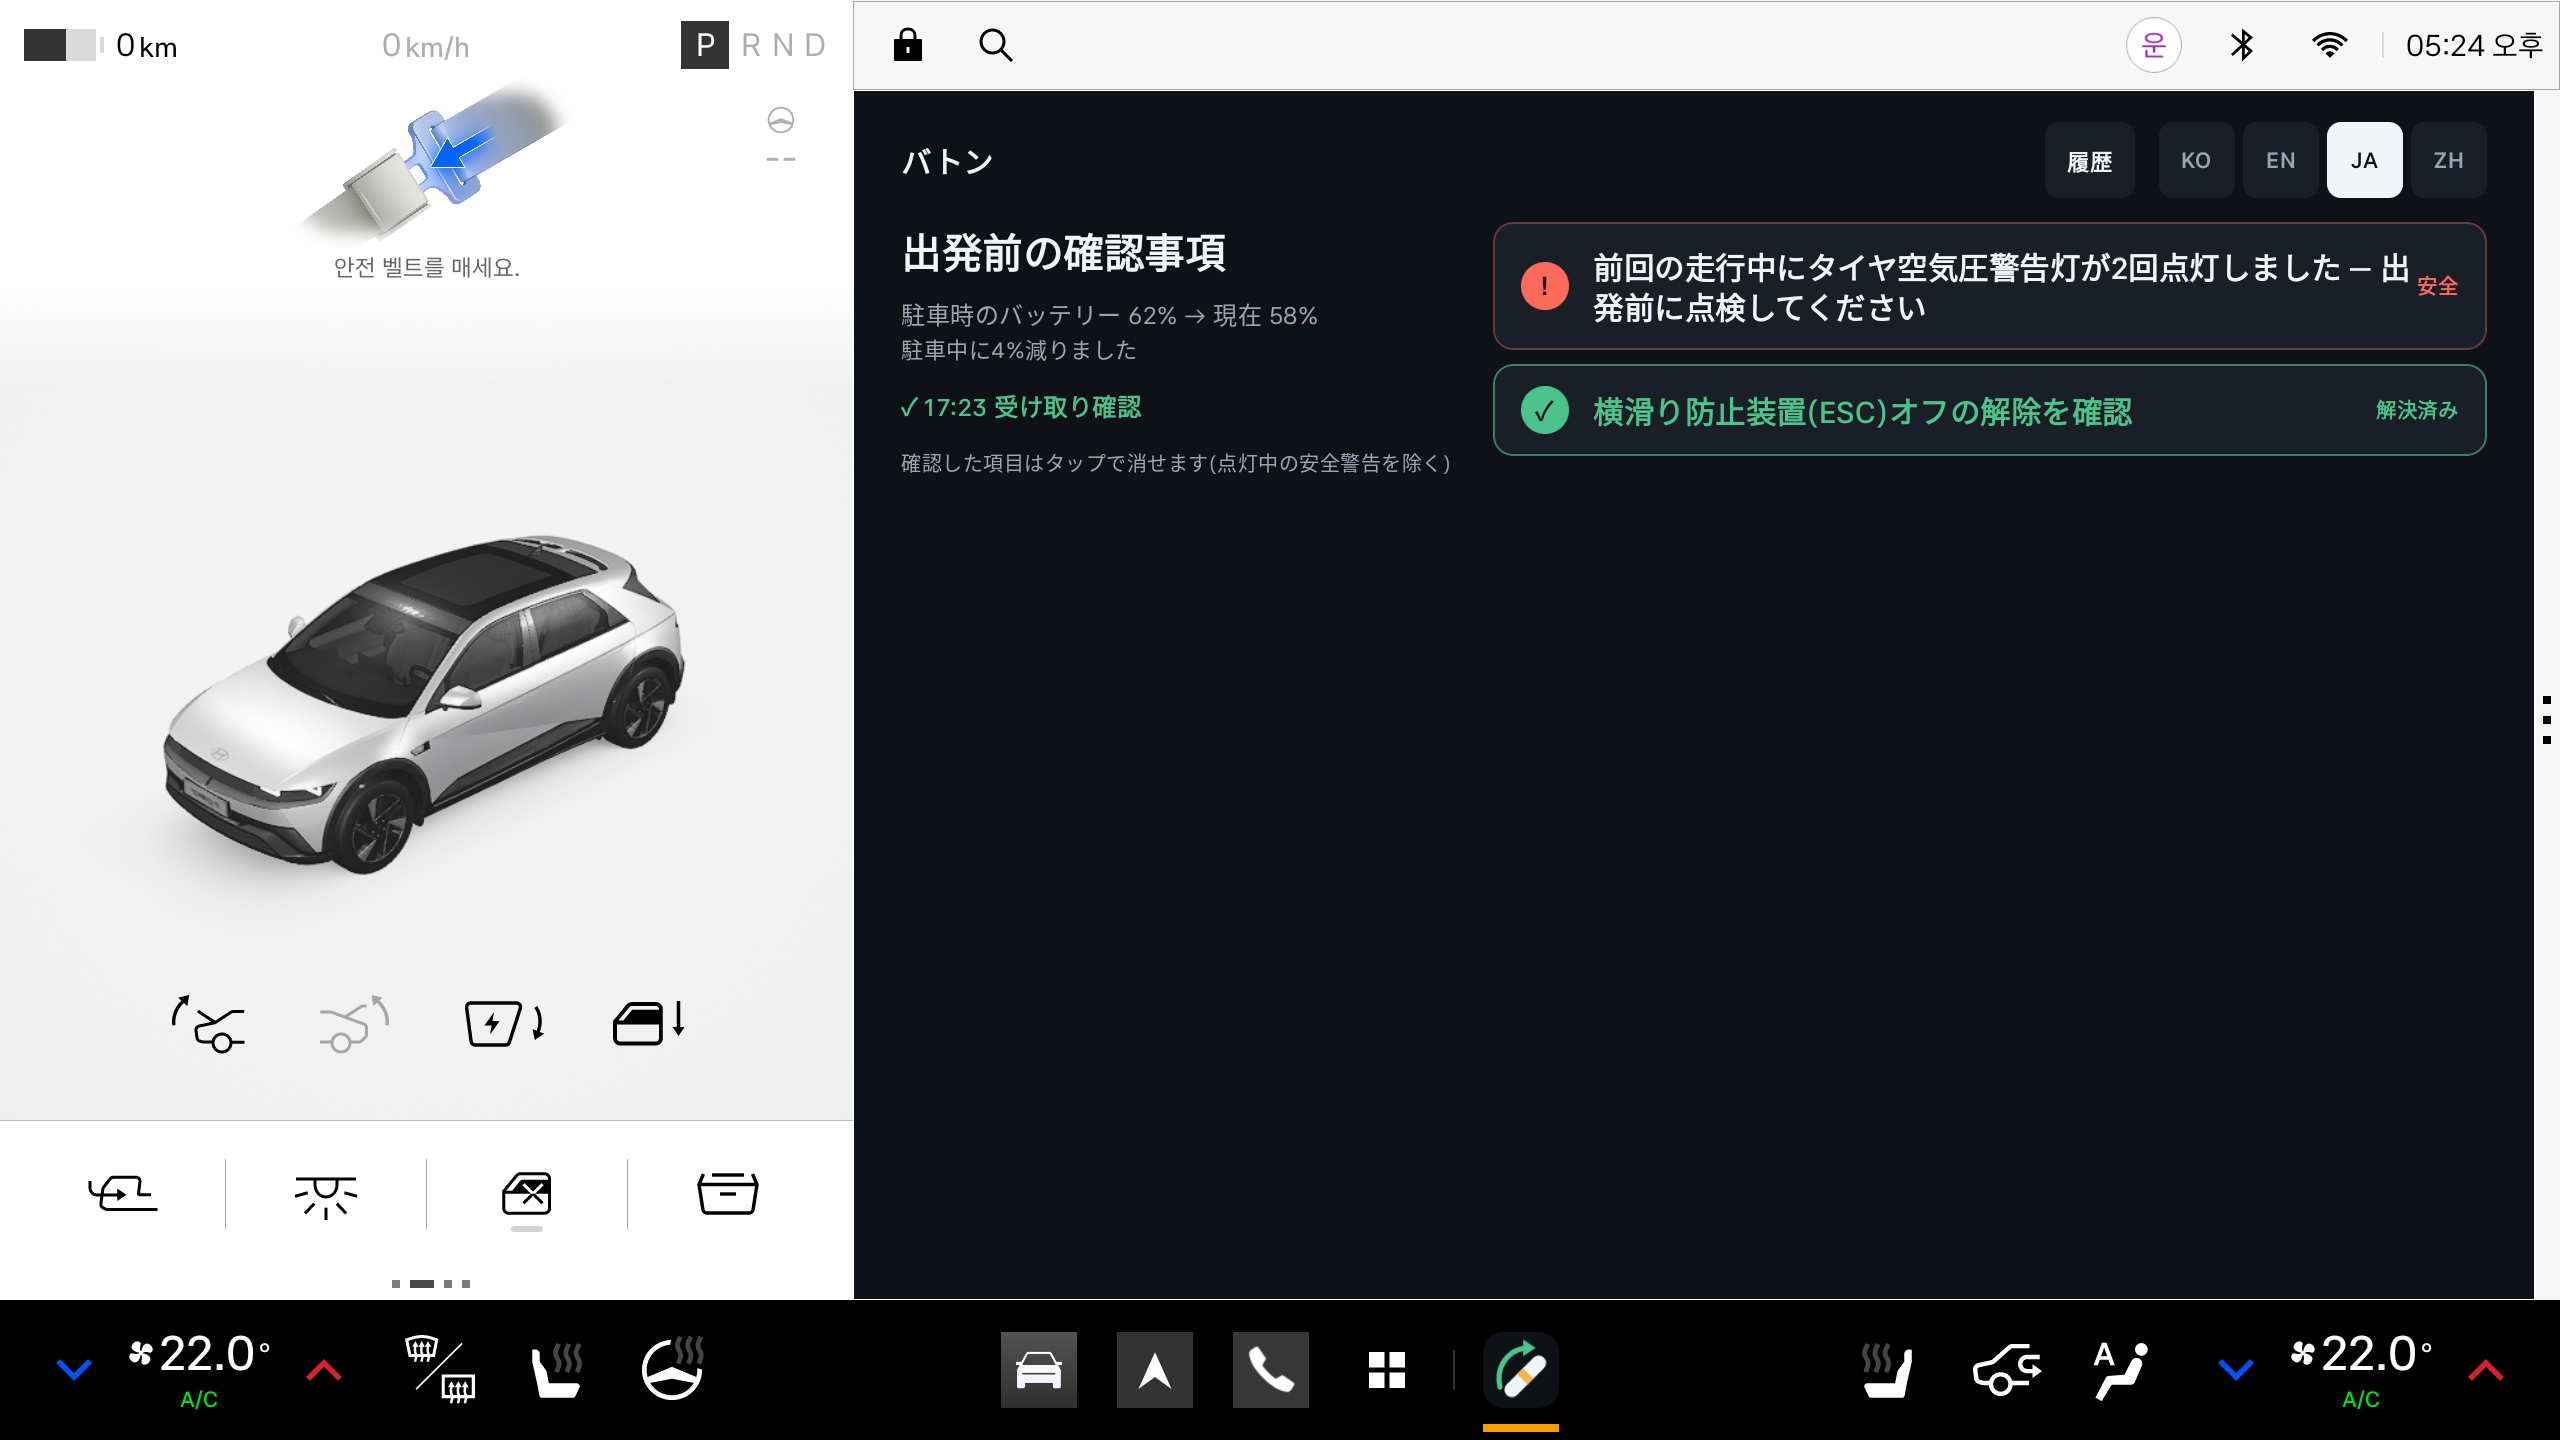 0 km
0 km/h
P R N D
05:24 오후
운
안전 벨트를 매세요.
バトン
履歴
KO
EN
JA
ZH
出発前の確認事項
駐車時のバッテリー 62% → 現在 58%
駐車中に4%減りました
✓ 17:23 受け取り確認
確認した項目はタップで消せます(点灯中の安全警告を除く)
前回の走行中にタイヤ空気圧警告灯が2回点灯しました — 出
発前に点検してください
安全
横滑り防止装置(ESC)オフの解除を確認
解決済み
22.0°
A/C
A
22.0°
A/C